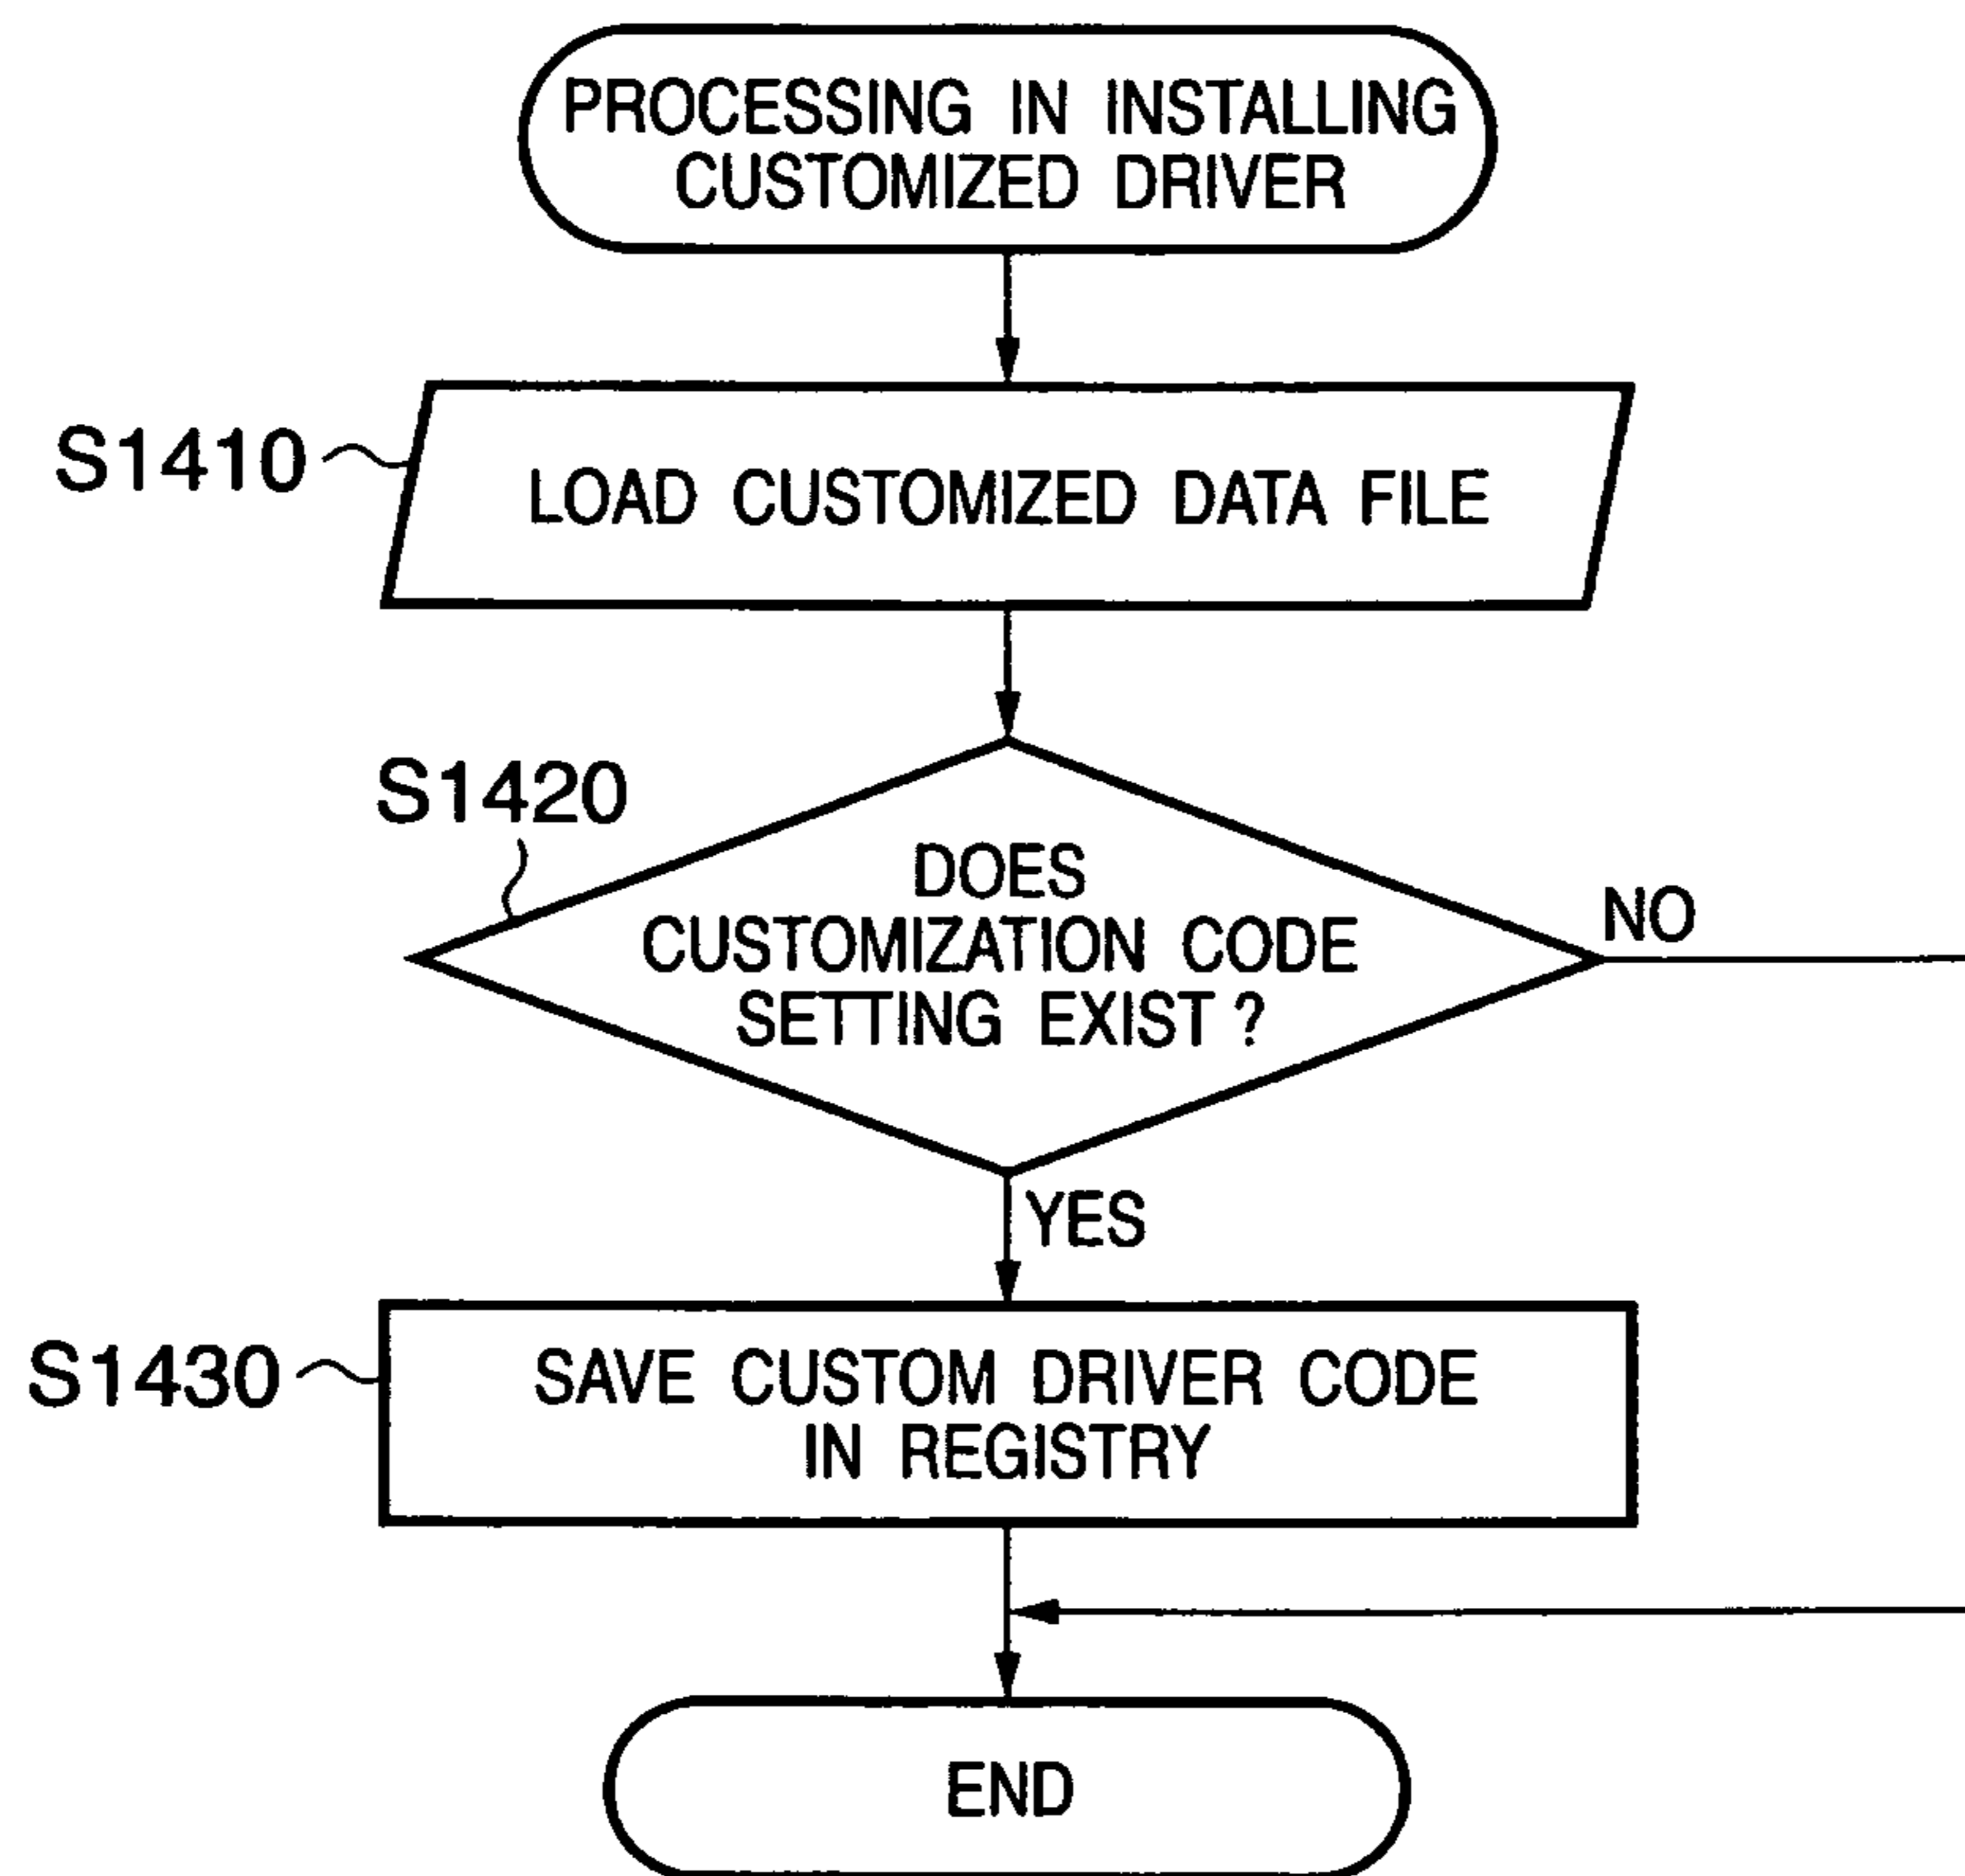 PROCESSING IN INSTALLING
CUSTOMIZED DRIVER
S1410
LOAD CUSTOMIZED DATA FILE
S1420
DOES
CUSTOMIZATION CODE
SETTING EXIST ?
NO
YES
S1430
SAVE CUSTOM DRIVER CODE
IN REGISTRY
END